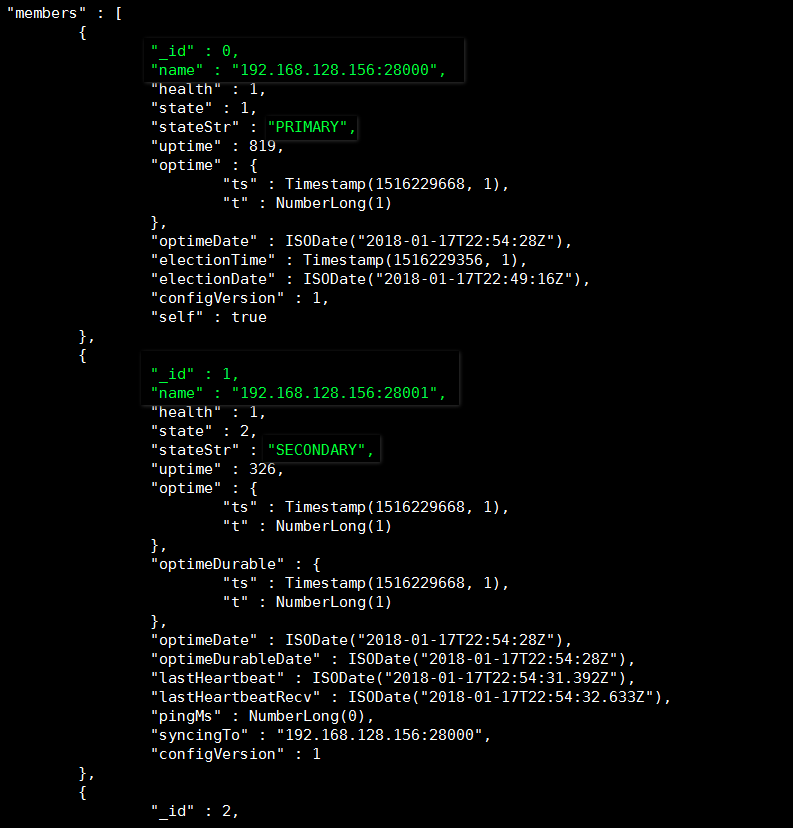 "members" : [
{
"_id" : 0,
"name" : "192.168.128.156:28000",
"health" : 1,
"state" : 1,
"stateStr" : "PRIMARY",
"uptime" : 819,
"optime" : {
"ts" : Timestamp(1516229668, 1),
"t" : NumberLong(1)
},
"optimeDate" : ISODate("2018-01-17T22:54:28Z"),
"electionTime" : Timestamp(1516229356, 1),
"electionDate" : ISODate("2018-01-17T22:49:16Z"),
"configVersion" : 1,
"self" : true
},
{
"_id" : 1,
"name" : "192.168.128.156:28001",
"health" : 1,
"state" : 2,
"stateStr" : "SECONDARY",
"uptime" : 326,
"optime" : {
"ts" : Timestamp(1516229668, 1),
"t" : NumberLong(1)
},
"optimeDurable" : {
"ts" : Timestamp(1516229668, 1),
"t" : NumberLong(1)
},
"optimeDate" : ISODate("2018-01-17T22:54:28Z"),
"optimeDurableDate" : ISODate("2018-01-17T22:54:28Z"),
"lastHeartbeat" : ISODate("2018-01-17T22:54:31.392Z"),
"lastHeartbeatRecv" : ISODate("2018-01-17T22:54:32.633Z"),
"pingMs" : NumberLong(0),
"syncingTo" : "192.168.128.156:28000",
"configVersion" : 1
},
{
"_id" : 2,